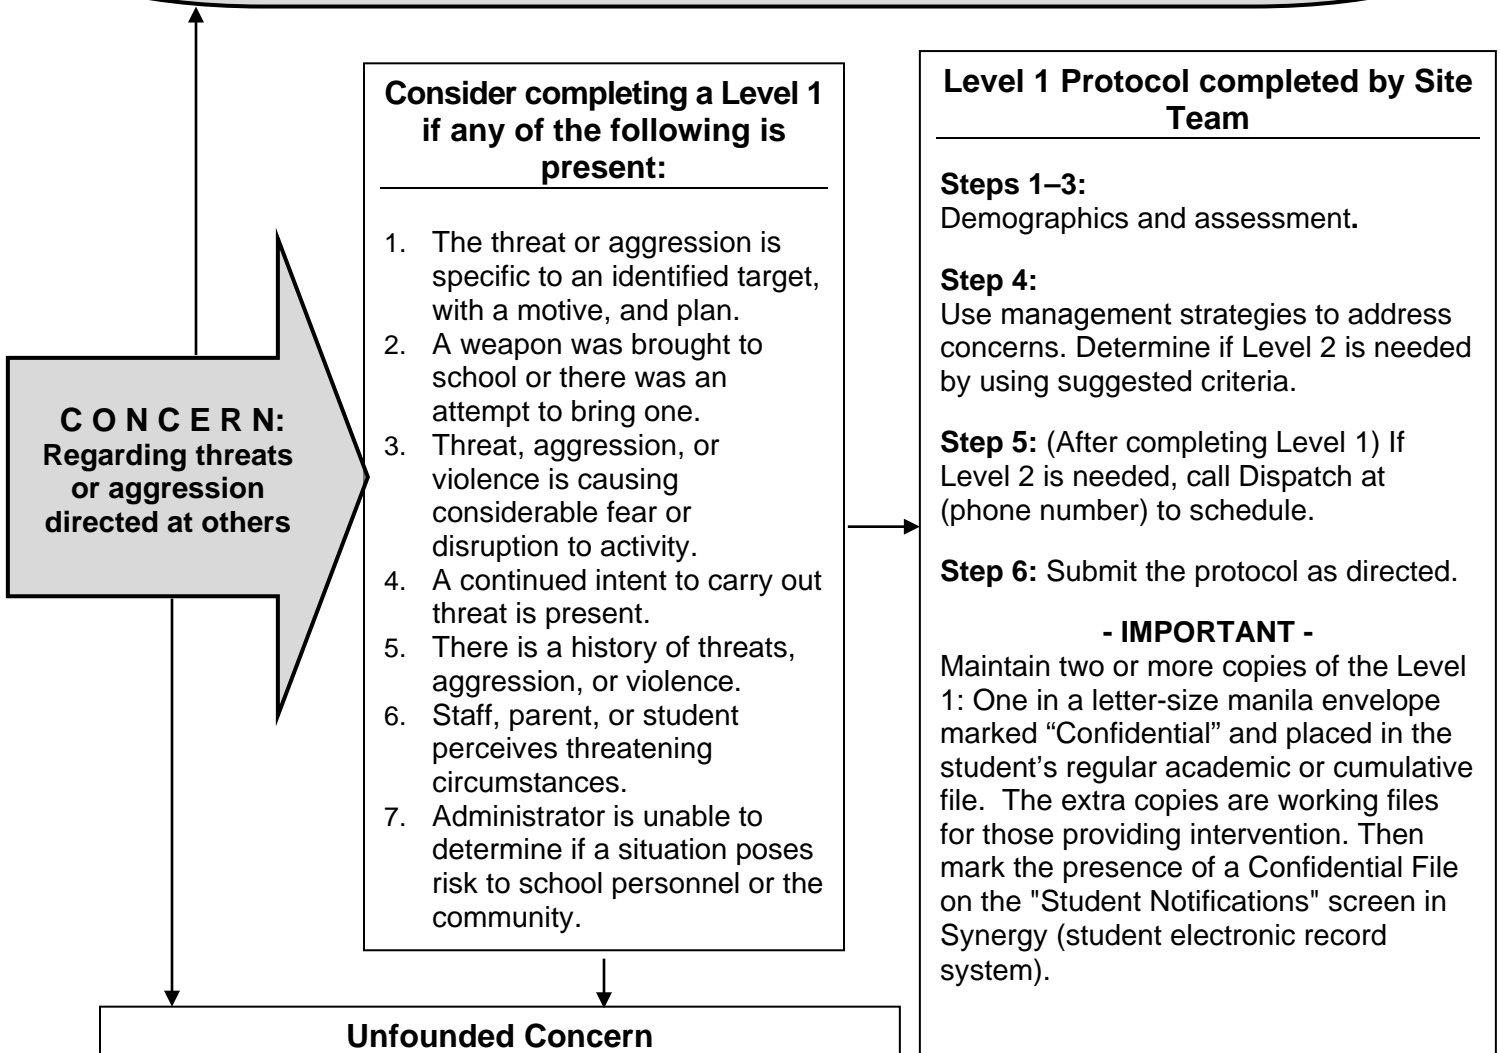 C O N C E R N:
Regarding threats
or aggression
directed at others
Consider completing a Level 1
if any of the following is
present:
1. The threat or aggression is
specific to an identified target,
with a motive, and plan.
2. A weapon was brought to
school or there was an
attempt to bring one.
3. Threat, aggression, or
violence is causing
considerable fear or
disruption to activity.
4. A continued intent to carry out
threat is present.
5. There is a history of threats,
aggression, or violence.
6. Staff, parent, or student
perceives threatening
circumstances.
7. Administrator is unable to
determine if a situation poses
risk to school personnel or the
community.
Level 1 Protocol completed by Site
Team
Steps 1–3:
Demographics and assessment.
Step 4:
Use management strategies to address
concerns. Determine if Level 2 is needed
by using suggested criteria.
Step 5: (After completing Level 1) If
Level 2 is needed, call Dispatch at
(phone number) to schedule.
Step 6: Submit the protocol as directed.
- IMPORTANT -
Maintain two or more copies of the Level
1: One in a letter-size manila envelope
marked “Confidential” and placed in the
student’s regular academic or cumulative
file.  The extra copies are working files
for those providing intervention. Then
mark the presence of a Confidential File
on the "Student Notifications" screen in
Synergy (student electronic record
system).
Unfounded Concern